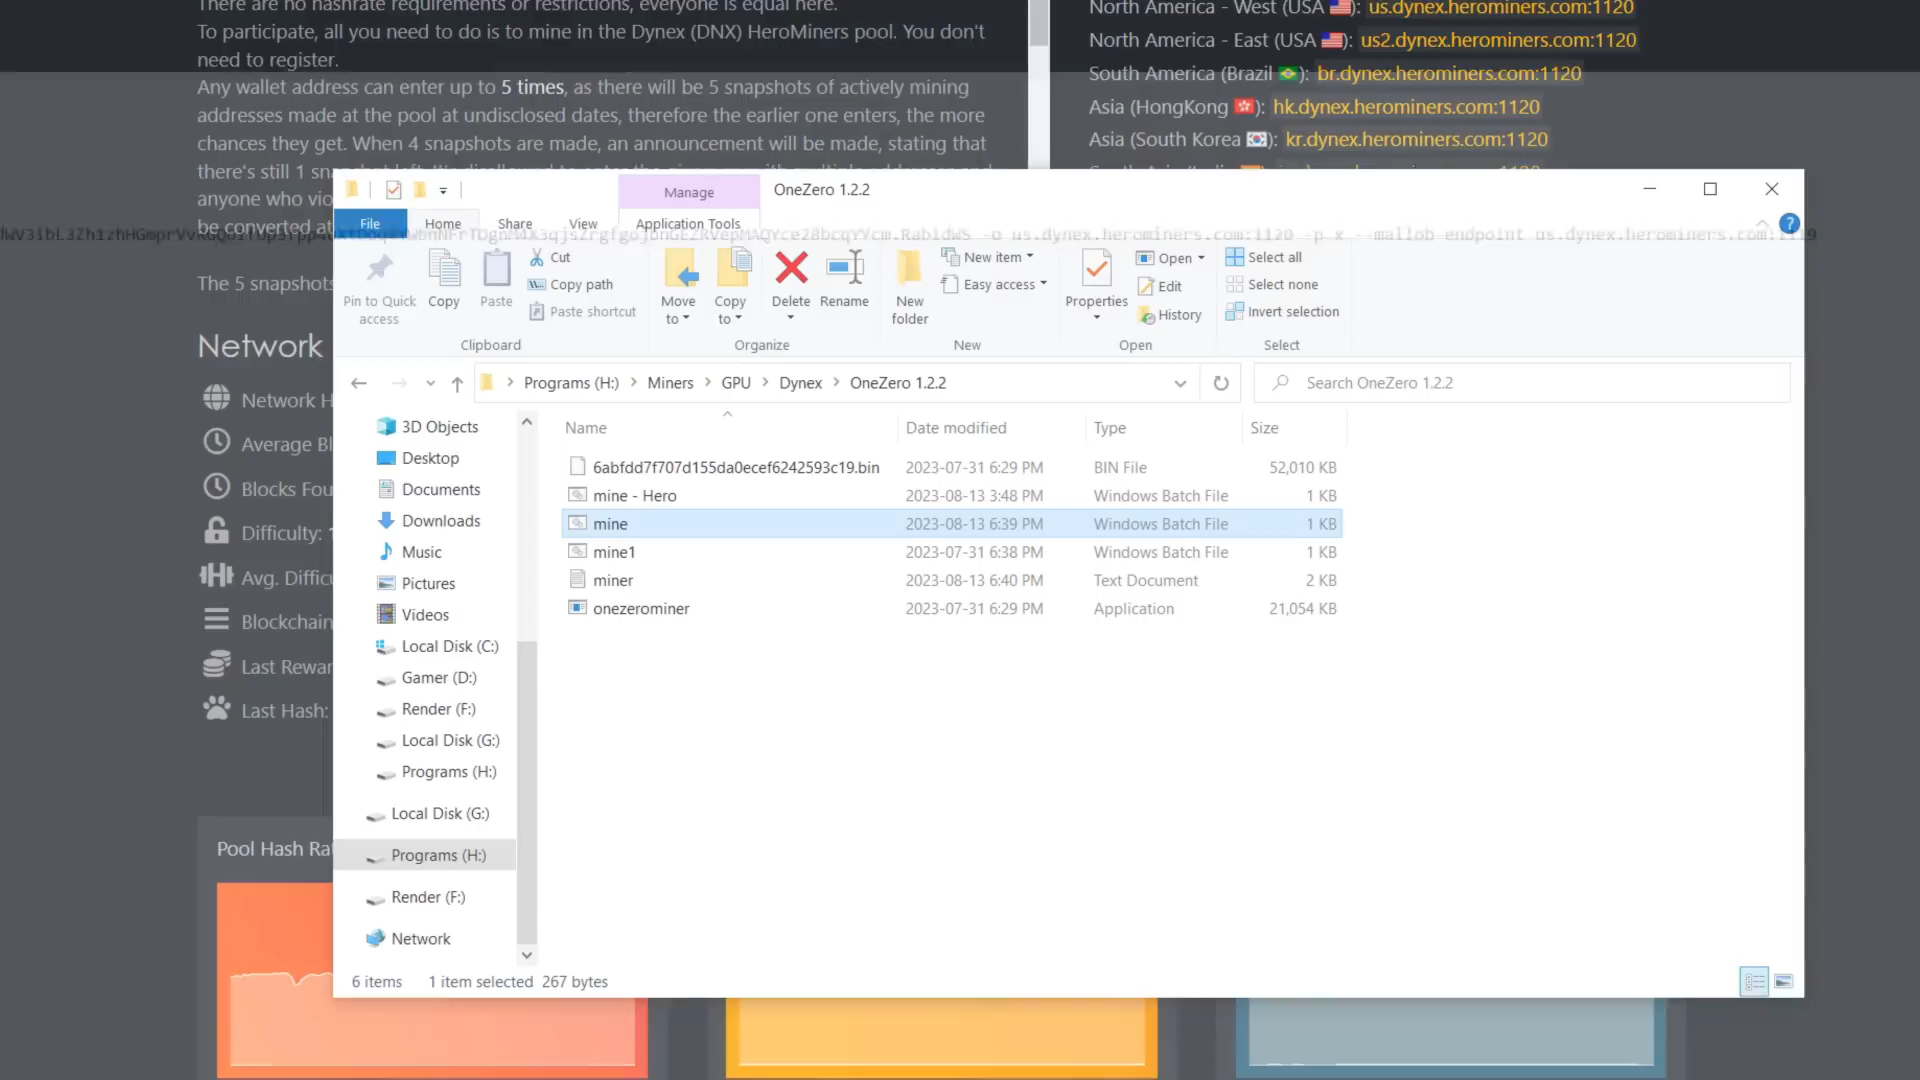 There are no hashrate requirements or restrictions, everyone is equal here.
To participate, all you need to do is to mine in the Dynex (DNX) HeroMiners pool. You don't
need to register.
Any wallet address can enter up to 5 times, as there will be 5 snapshots of actively mining
addresses made at the pool at undisclosed dates, therefore the earlier one enters, the more
chances they get. When 4 snapshots are made, an announcement will be made, stating that
there's still 1
anyone who
be converted at
The 5 snapshots
Network
Network H
Average Bl
Blocks Fou
Difficulty:
Avg. Difficu
Blockchain
Last Rewar
Last Hash:
Pool Hash Ra
North America - West (USA): us.dynex.herominers.com:1120
North America - East (USA): us2.dynex.herominers.com:1120
South America (Brazil): br.dynex.herominers.com:1120
Asia (HongKong): hk.dynex.herominers.com:1120
Asia (South Korea): kr.dynex.herominers.com:1120
Manage
OneZero 1.2.2
File
Home
Share
View
Application Tools
-o us.dynex.herominers.com:1120 -p x --mallob-endpoint us.dynex.herominers.com:1119
Pin to Quick
access
Copy
Paste
Cut
Copy path
Paste shortcut
Clipboard
Move
to
Copy
to
Delete
Rename
Organize
New
folder
New item
Easy access
New
Properties
Open
Edit
History
Open
Select all
Select none
Invert selection
Select
Programs (H:) > Miners > GPU > Dynex > OneZero 1.2.2
Search OneZero 1.2.2
3D Objects
Desktop
Documents
Downloads
Music
Pictures
Videos
Local Disk (C:)
Gamer (D:)
Render (F:)
Local Disk (G:)
Programs (H:)
Local Disk (G:)
Programs (H:)
Render (F:)
Network
Name Date modified Type Size
6abfdd7f707d155da0ecef6242593c19.bin 2023-07-31 6:29 PM BIN File 52,010 KB
mine - Hero 2023-08-13 3:48 PM Windows Batch File 1 KB
mine 2023-08-13 6:39 PM Windows Batch File 1 KB
mine1 2023-07-31 6:38 PM Windows Batch File 1 KB
miner 2023-08-13 6:40 PM Text Document 2 KB
onezerominer 2023-07-31 6:29 PM Application 21,054 KB
6 items 1 item selected 267 bytes